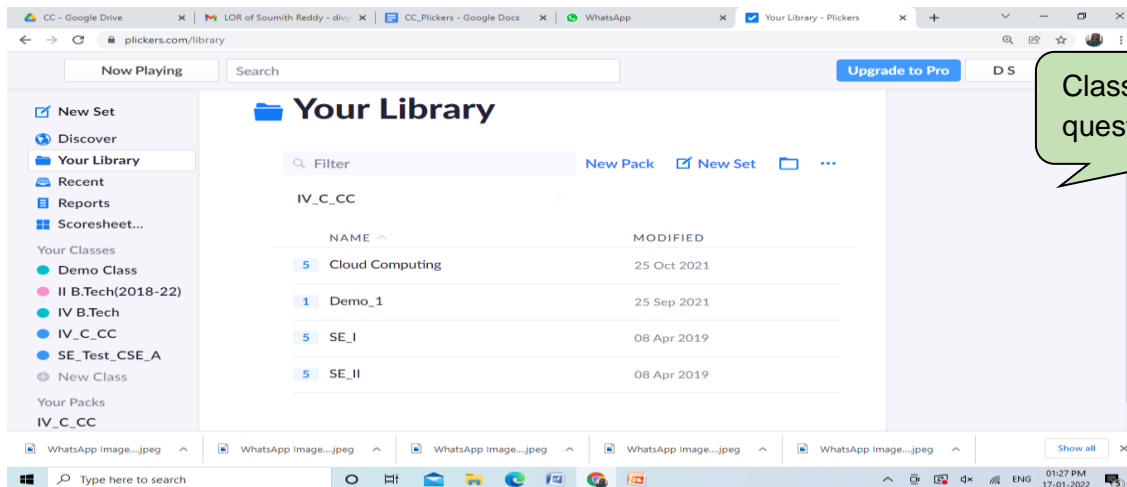 CC - Google Drive
LOR of Soumith Reddy - divy
CC_Plickers - Google Docs
WhatsApp
Your Library - Plickers
plickers.com/library
Now Playing
Search
Upgrade to Pro
D S
New Set
Discover
Your Library
Recent
Reports
Scoresheet...
Your Classes
Demo Class
II B.Tech(2018-22)
IV B.Tech
IV_C_CC
SE_Test_CSE_A
New Class
Your Packs
IV_C_CC
Your Library
Filter
New Pack
New Set
IV_C_CC
NAME MODIFIED
5 Cloud Computing 25 Oct 2021
1 Demo_1 25 Sep 2021
5 SE_I 08 Apr 2019
5 SE_II 08 Apr 2019
Class
quest
WhatsApp Image....jpeg
WhatsApp Image....jpeg
WhatsApp Image....jpeg
WhatsApp Image....jpeg
WhatsApp Image....jpeg
Show all
Type here to search
ENG
01:27 PM
17-01-2022